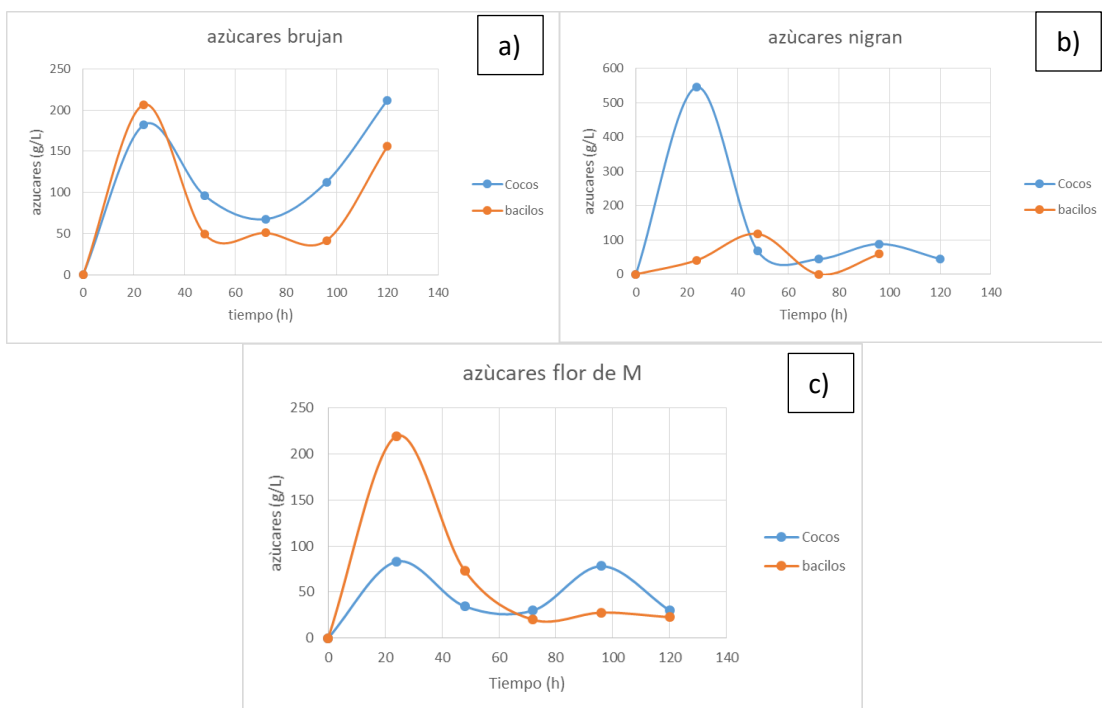 azùcares brujan
a)
250
200
150
100
50
0
azucares (g/L)
0 20 40 60 80 100 120 140
tiempo (h)
Cocos
bacilos
azùcares nigran
b)
600
500
400
300
200
100
0
azucares (g/L)
0 20 40 60 80 100 120 140
Tiempo (h)
Cocos
bacilos
azùcares flor de M
c)
250
200
150
100
50
0
azùcares (g/L)
0 20 40 60 80 100 120 140
Tiempo (h)
Cocos
bacilos